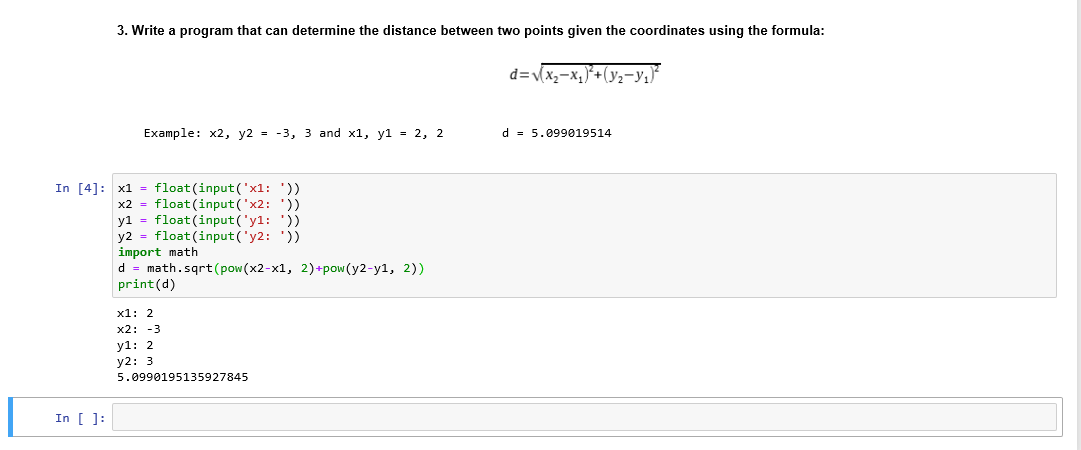 3. Write a program that can determine the distance between two points given the coordinates using the formula:
d=√(x₂−x₁)²+(y₂−y₁)²
Example: x2, y2 = -3, 3 and x1, y1 = 2, 2 d = 5.099019514
In [4]: x1 = float(input('x1: '))
x2 = float(input('x2: '))
y1 = float(input('y1: '))
y2 = float(input('y2: '))
import math
d = math.sqrt(pow(x2-x1, 2)+pow(y2-y1, 2))
print(d)
x1: 2
x2: -3
y1: 2
y2: 3
5.0990195135927845
In [ ]: